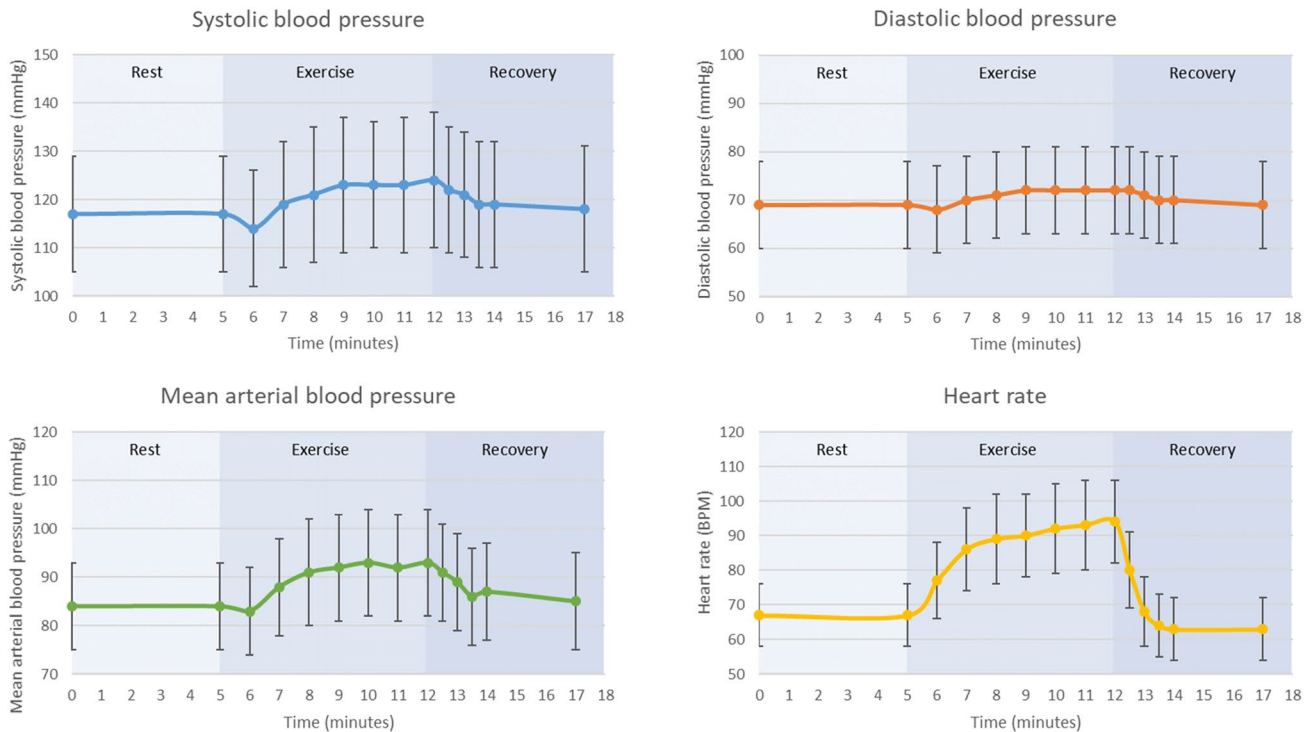 Systolic blood pressure
Systolic blood pressure (mmHg)
150
140
130
120
110
100
Rest
Exercise
Recovery
0 1 2 3 4 5 6 7 8 9 10 11 12 13 14 15 16 17 18
Time (minutes)
Diastolic blood pressure
Diastolic blood pressure (mmHg)
100
90
80
70
60
50
Rest
Exercise
Recovery
0 1 2 3 4 5 6 7 8 9 10 11 12 13 14 15 16 17 18
Time (minutes)
Mean arterial blood pressure
Mean arterial blood pressure (mmHg)
120
110
100
90
80
70
Rest
Exercise
Recovery
0 1 2 3 4 5 6 7 8 9 10 11 12 13 14 15 16 17 18
Time (minutes)
Heart rate
Heart rate (BPM)
120
110
100
90
80
70
60
50
Rest
Exercise
Recovery
0 1 2 3 4 5 6 7 8 9 10 11 12 13 14 15 16 17 18
Time (minutes)